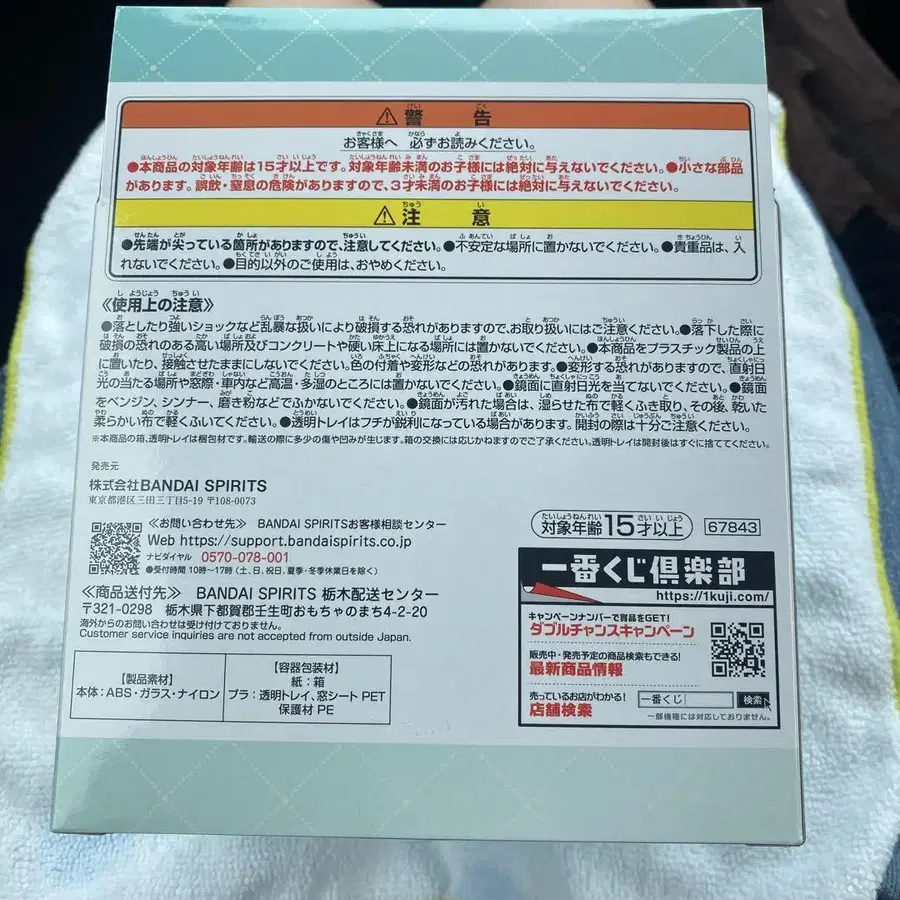 ⚠警告
お客様へ 必ずお読みください。
●本商品の対象年齢は15才以上です。対象年齢未満のお子様には絶対に与えないでください。●小さな部品
があります。誤飲・窒息の危険がありますので、3才未満のお子様には絶対に与えないでください。
⚠注意
●先端が尖っている箇所がありますので、注意してください。●不安定な場所に置かないでください。●貴重品は、入
れないでください。●目的以外のご使用は、おやめください。
《使用上の注意》
●落としたり強いショックなど乱暴な扱いにより破損する恐れがありますので、お取り扱いにはご注意ください。●落下した際に
破損の恐れのある高い場所及びコンクリートや硬い床上になる場所には置かないでください。●本商品をプラスチック製品の上
に置いたり、接触させたままにしないでください。色の付着や変形などの恐れがあります。●変形する恐れがありますので、直射日
光の当たる場所や窓際・車内など高温・多湿のところには置かないでください。●鏡面に直射日光を当てないでください。●鏡面
をベンジン、シンナー、磨き粉などでふかないでください。●鏡面が汚れた場合は、湿らせた布で軽くふき取り、その後、乾いた
柔らかい布で軽くふいてください。●透明トレイはフチが鋭利になっている場合があります。開封の際は十分ご注意ください。
※本商品の箱、透明トレイは梱包材です。輸送の際に多少の傷や凹みが生じます。箱の交換には応じかねますのでご了承ください。透明トレイは開封後はすぐに捨ててください。
発売元
株式会社BANDAI SPIRITS
東京都港区三田三丁目5-19 〒108-0073
≪お問い合わせ先≫ BANDAI SPIRITSお客様相談センター
Web https://support.bandaispirits.co.jp
ナビダイヤル 0570-078-001
●受付時間 10時〜17時(土、日、祝日、夏季・冬季休業日を除く)
≪商品送付先≫ BANDAI SPIRITS 栃木配送センター
〒321-0298 栃木県下都賀郡壬生町おもちゃのまち4-2-20
海外からのお問い合わせは受け付けておりません。
Customer service inquiries are not accepted from outside Japan.
【製品素材】
本体:ABS・ガラス・ナイロン
【容器包装材】
紙:箱
プラ:透明トレイ、窓シート PET
保護材 PE
対象年齢15才以上
67843
一番くじ倶楽部
https://1kuji.com/
キャンペーンナンバーで賞品をGET!
ダブルチャンスキャンペーン
販売中・発売予定の商品検索もできる!
最新商品情報
売っているお店がわかる!
店舗検索
一番くじ 検索
一部機種には対応しておりません。